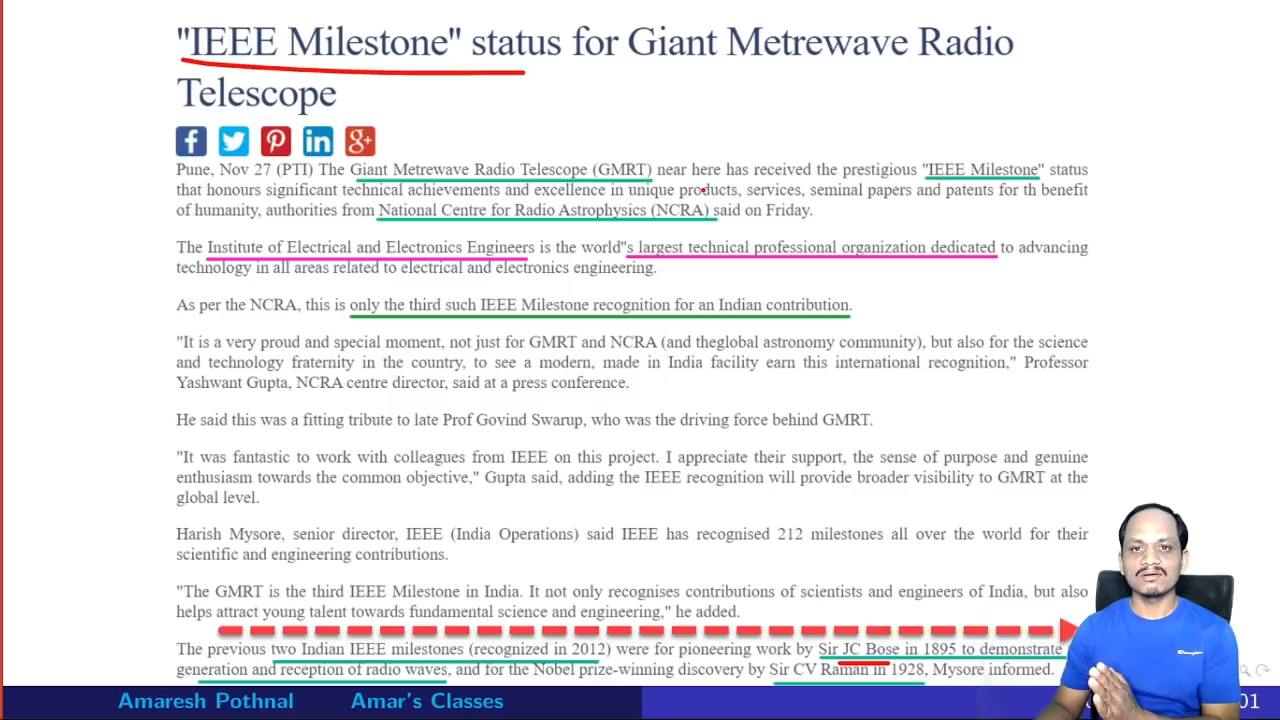 "IEEE Milestone" status for Giant Metrewave Radio
Telescope
Pune, Nov 27 (PTI) The Giant Metrewave Radio Telescope (GMRT) near here has received the prestigious "IEEE Milestone" status
that honours significant technical achievements and excellence in unique products, services, seminal papers and patents for th benefit
of humanity, authorities from National Centre for Radio Astrophysics (NCRA) said on Friday.
The Institute of Electrical and Electronics Engineers is the world"s largest technical professional organization dedicated to advancing
technology in all areas related to electrical and electronics engineering.
As per the NCRA, this is only the third such IEEE Milestone recognition for an Indian contribution.
"It is a very proud and special moment, not just for GMRT and NCRA (and theglobal astronomy community), but also for the science
and technology fraternity in the country, to see a modern, made in India facility earn this international recognition," Professor
Yashwant Gupta, NCRA centre director, said at a press conference.
He said this was a fitting tribute to late Prof Govind Swarup, who was the driving force behind GMRT.
"It was fantastic to work with colleagues from IEEE on this project. I appreciate their support, the sense of purpose and genuine
enthusiasm towards the common objective," Gupta said, adding the IEEE recognition will provide broader visibility to GMRT at the
global level.
Harish Mysore, senior director, IEEE (India Operations) said IEEE has recognised 212 milestones all over the world for their
scientific and engineering contributions.
"The GMRT is the third IEEE Milestone in India. It not only recognises contributions of scientists and engineers of India, but also
helps attract young talent towards fundamental science and engineering," he added.
The previous two Indian IEEE milestones (recognized in 2012) were for pioneering work by Sir JC Bose in 1895 to demonstrate
generation and reception of radio waves, and for the Nobel prize-winning discovery by Sir CV Raman in 1928, Mysore informed.
Amaresh Pothnal Amar's Classes 01